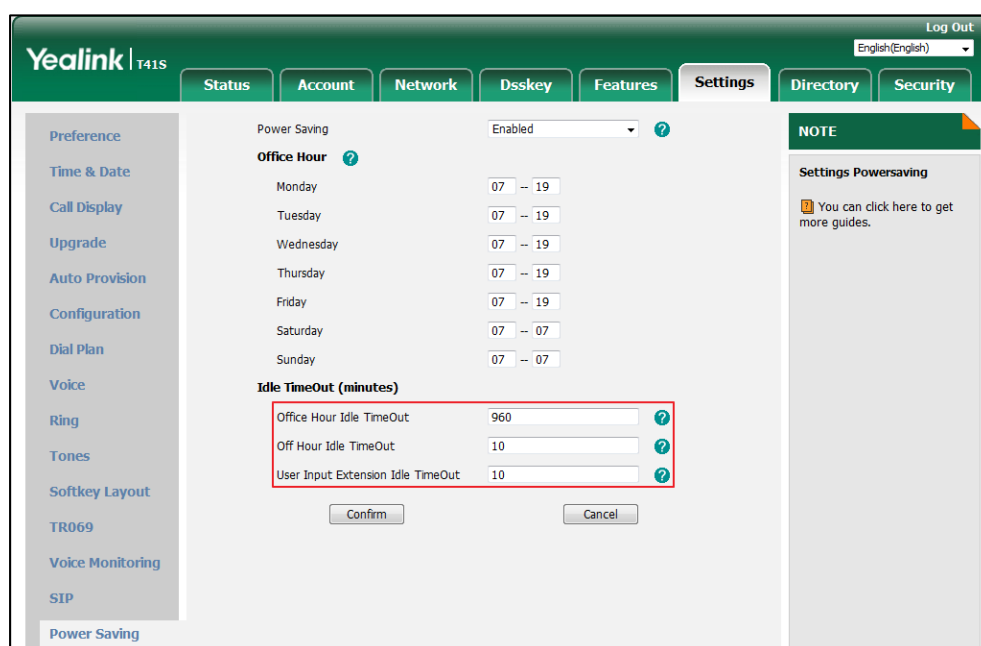 Log Out
Yealink T41S
English(English)
Status Account Network Dsskey Features Settings Directory Security
Preference
Time & Date
Call Display
Upgrade
Auto Provision
Configuration
Dial Plan
Voice
Ring
Tones
Softkey Layout
TR069
Voice Monitoring
SIP
Power Saving
Power Saving Enabled ?
Office Hour ?
Monday 07 -- 19
Tuesday 07 -- 19
Wednesday 07 -- 19
Thursday 07 -- 19
Friday 07 -- 19
Saturday 07 -- 07
Sunday 07 -- 07
Idle TimeOut (minutes)
Office Hour Idle TimeOut 960 ?
Off Hour Idle TimeOut 10 ?
User Input Extension Idle TimeOut 10 ?
Confirm Cancel
NOTE
Settings Powersaving
? You can click here to get
more guides.